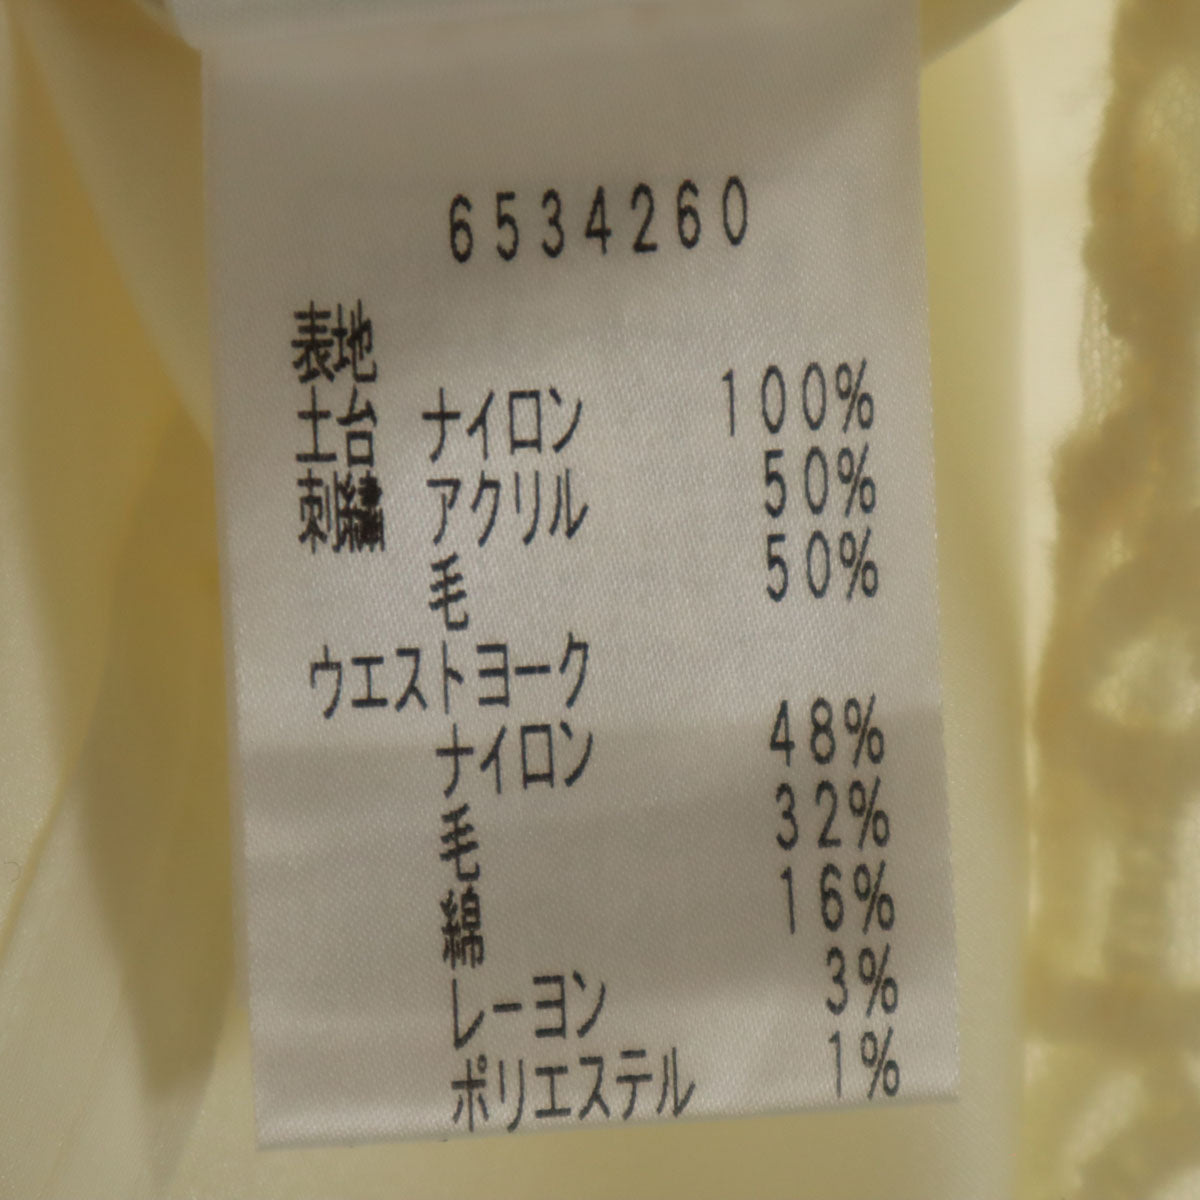 6534260
表地
土台 ナイロン 100%
刺繍 アクリル 50%
毛 50%
ウエストヨーク
ナイロン 48%
毛 32%
綿 16%
レーヨン 3%
ポリエステル 1%